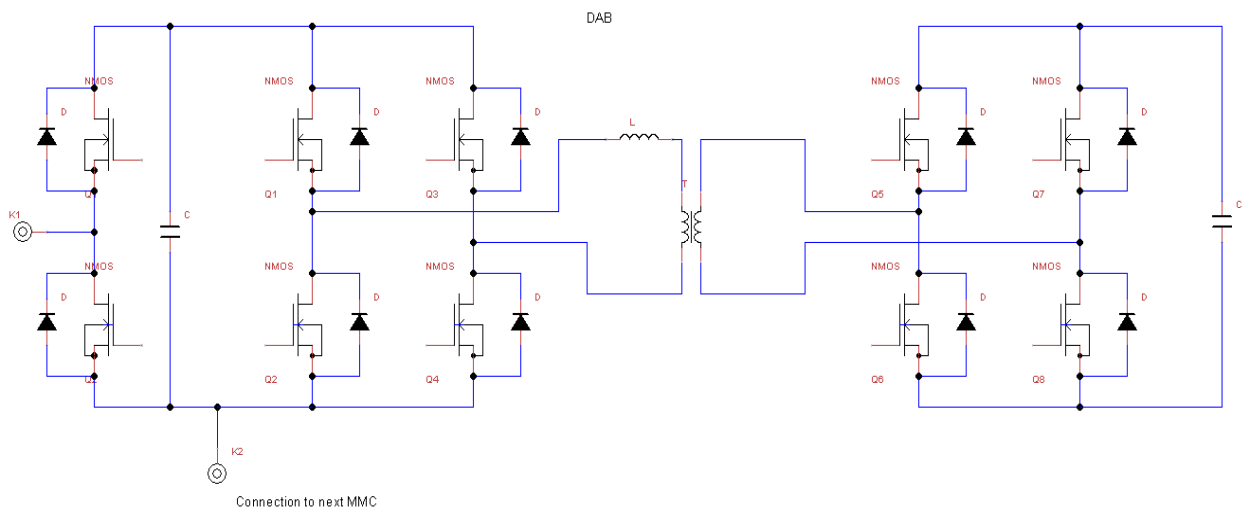 DAB
NMOS
NMOS
NMOS
NMOS
NMOS
D
D
D
D
D
L
T
Q1
Q3
Q5
Q7
K1
C
C
NMOS
NMOS
NMOS
NMOS
NMOS
D
D
D
D
D
Q2
Q4
Q6
Q8
K2
Connection to next MMC